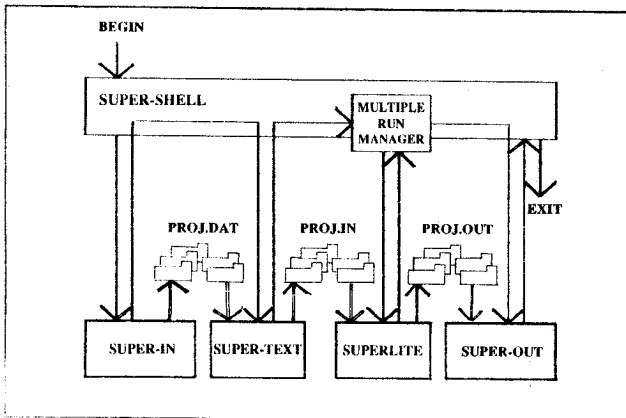 BEGIN
SUPER-SHELL
MULTIPLE
RUN
MANAGER
EXIT
PROJ.DAT
PROJ.IN
PROJ.OUT
SUPER-IN
SUPER-TEXT
SUPERLITE
SUPER-OUT